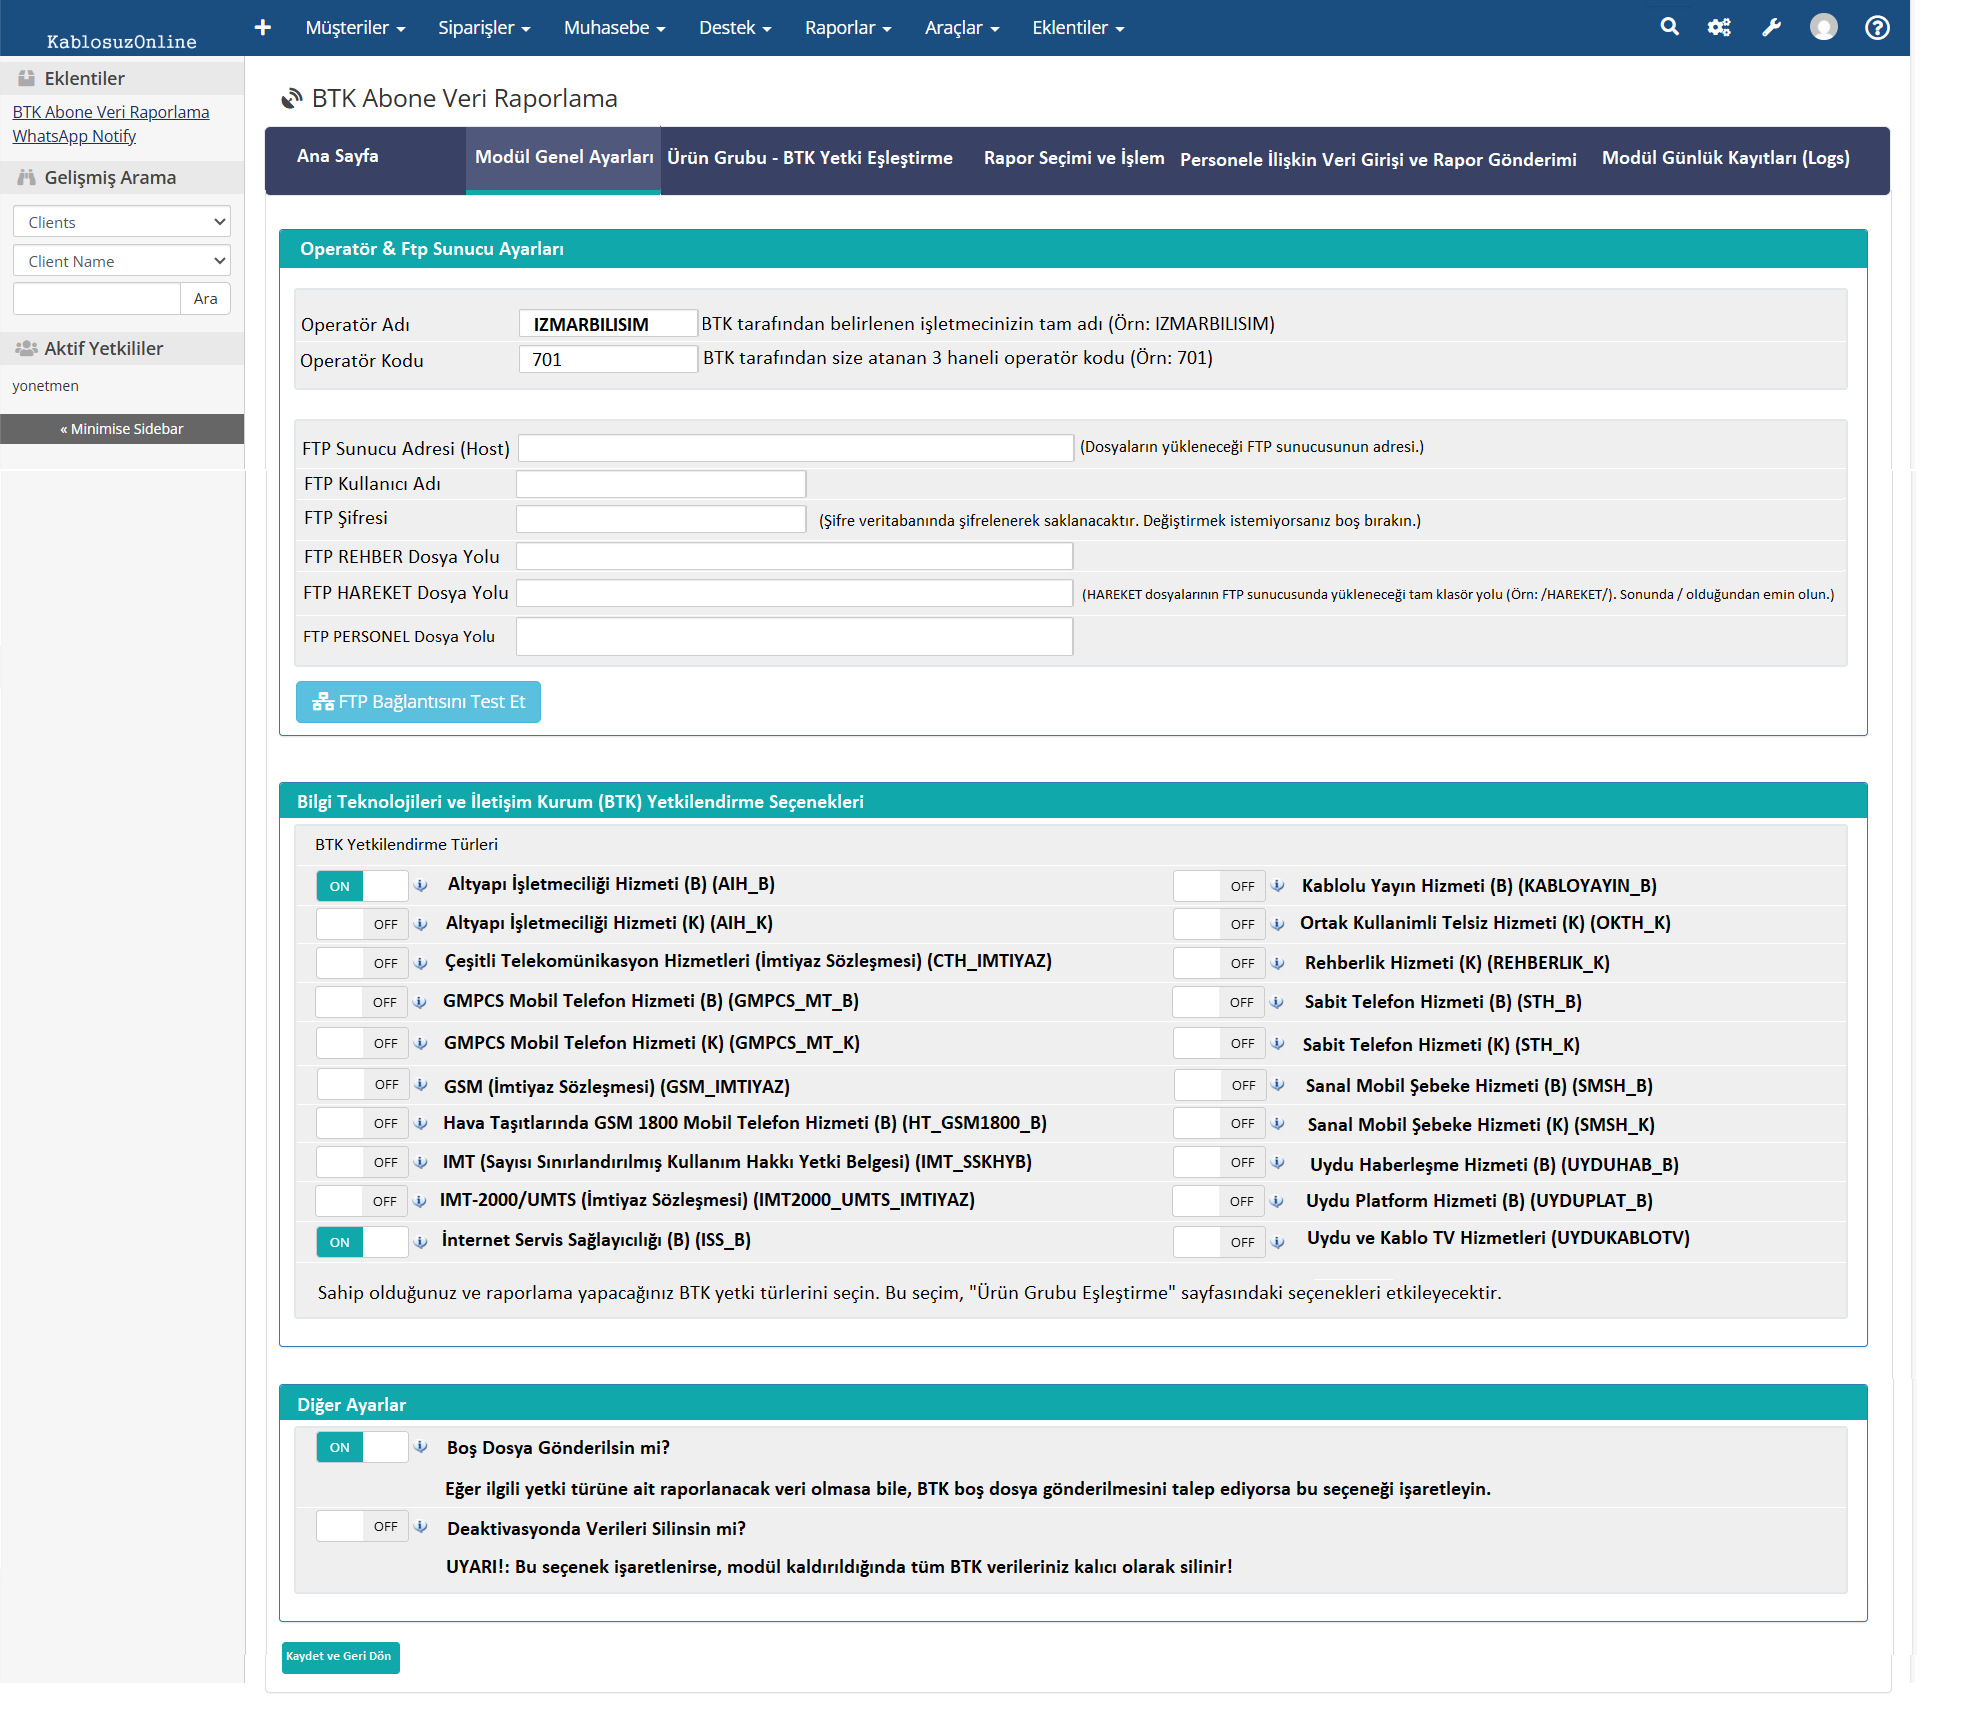 KablosuzOnline
Müşteriler Siparişler Muhasebe Destek Raporlar Araçlar Eklentiler
Eklentiler
BTK Abone Veri Raporlama
WhatsApp Notify
Gelişmiş Arama
Clients
Client Name
Ara
Aktif Yetkililer
yonetmen
« Minimise Sidebar
BTK Abone Veri Raporlama
Ana Sayfa Modül Genel Ayarları Ürün Grubu - BTK Yetki Eşleştirme Rapor Seçimi ve İşlem Personele İlişkin Veri Girişi ve Rapor Gönderimi Modül Günlük Kayıtları (Logs)
Operatör & Ftp Sunucu Ayarları
Operatör Adı IZMARBILISIM BTK tarafından belirlenen işletmecinizin tam adı (Örn: IZMARBILISIM)
Operatör Kodu 701 BTK tarafından size atanan 3 haneli operatör kodu (Örn: 701)
FTP Sunucu Adresi (Host) (Dosyaların yükleneceği FTP sunucusunun adresi.)
FTP Kullanıcı Adı
FTP Şifresi (Şifre veritabanında şifrelenerek saklanacaktır. Değiştirmek istemiyorsanız boş bırakın.)
FTP REHBER Dosya Yolu
FTP HAREKET Dosya Yolu (HAREKET dosyalarının FTP sunucusunda yükleneceği tam klasör yolu (Örn: /HAREKET/). Sonunda / olduğundan emin olun.)
FTP PERSONEL Dosya Yolu
FTP Bağlantısını Test Et
Bilgi Teknolojileri ve İletişim Kurum (BTK) Yetkilendirme Seçenekleri
BTK Yetkilendirme Türleri
ON Altyapı İşletmeciliği Hizmeti (B) (AIH_B) OFF Kablolu Yayın Hizmeti (B) (KABLOYAYIN_B)
OFF Altyapı İşletmeciliği Hizmeti (K) (AIH_K) OFF Ortak Kullanimli Telsiz Hizmeti (K) (OKTH_K)
OFF Çeşitli Telekomünikasyon Hizmetleri (İmtiyaz Sözleşmesi) (CTH_IMTIYAZ) OFF Rehberlik Hizmeti (K) (REHBERLIK_K)
OFF GMPCS Mobil Telefon Hizmeti (B) (GMPCS_MT_B) OFF Sabit Telefon Hizmeti (B) (STH_B)
OFF GMPCS Mobil Telefon Hizmeti (K) (GMPCS_MT_K) OFF Sabit Telefon Hizmeti (K) (STH_K)
OFF GSM (İmtiyaz Sözleşmesi) (GSM_IMTIYAZ) OFF Sanal Mobil Şebeke Hizmeti (B) (SMSH_B)
OFF Hava Taşıtlarında GSM 1800 Mobil Telefon Hizmeti (B) (HT_GSM1800_B) OFF Sanal Mobil Şebeke Hizmeti (K) (SMSH_K)
OFF IMT (Sayısı Sınırlandırılmış Kullanım Hakkı Yetki Belgesi) (IMT_SSKHYB) OFF Uydu Haberleşme Hizmeti (B) (UYDUHAB_B)
OFF IMT-2000/UMTS (İmtiyaz Sözleşmesi) (IMT2000_UMTS_IMTIYAZ) OFF Uydu Platform Hizmeti (B) (UYDUPLAT_B)
ON İnternet Servis Sağlayıcılığı (B) (ISS_B) OFF Uydu ve Kablo TV Hizmetleri (UYDUKABLOTV)
Sahip olduğunuz ve raporlama yapacağınız BTK yetki türlerini seçin. Bu seçim, "Ürün Grubu Eşleştirme" sayfasındaki seçenekleri etkileyecektir.
Diğer Ayarlar
ON Boş Dosya Gönderilsin mi?
Eğer ilgili yetki türüne ait raporlanacak veri olmasa bile, BTK boş dosya gönderilmesini talep ediyorsa bu seçeneği işaretleyin.
OFF Deaktivasyonda Verileri Silinsin mi?
UYARI!: Bu seçenek işaretlenirse, modül kaldırıldığında tüm BTK verileriniz kalıcı olarak silinir!
Kaydet ve Geri Dön